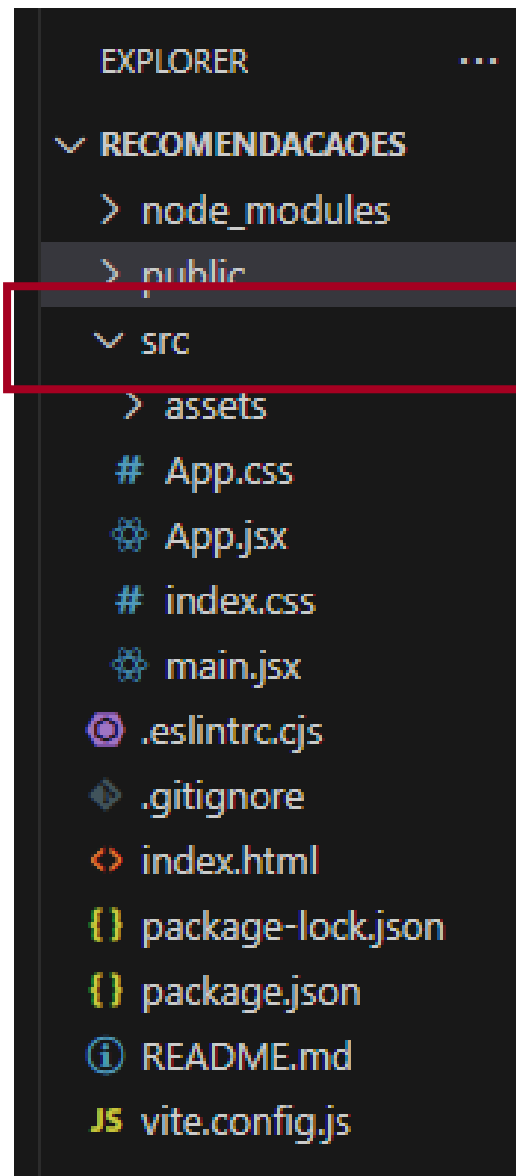 EXPLORER ...
RECOMENDACAOES
node_modules
public
src
assets
# App.css
App.jsx
# index.css
main.jsx
.eslintrc.cjs
.gitignore
<> index.html
{} package-lock.json
{} package.json
README.md
JS vite.config.js